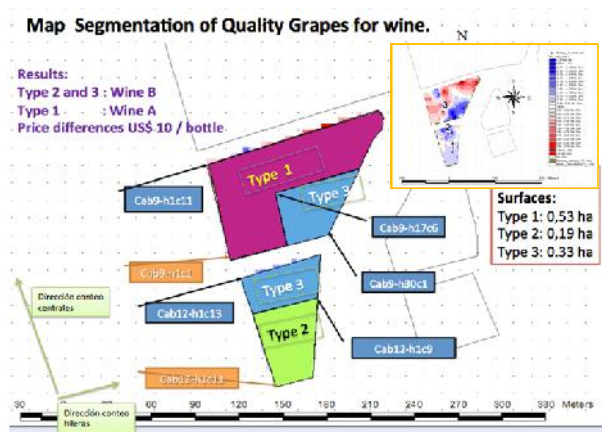 Map Segmentation of Quality Grapes for wine.
Results:
Type 2 and 3 : Wine B
Type 1 : Wine A
Price differences US$ 10 / bottle
N
3
Type 1
Type 3
Cab9-h1c11
Cab9-h17c6
Surfaces:
Type 1: 0,53 ha
Type 2: 0,19 ha
Type 3: 0.33 ha
Cab9-h1c1
Cab9-h30c1
Dirección conteo
centrales
Type 3
Cab12-h1c13
Type 2
Cab12-h1c9
Cab12-h1c11
30 0 60 90 120 150 180 210 240 270 300 330 Meters
Dirección conteo
hileras